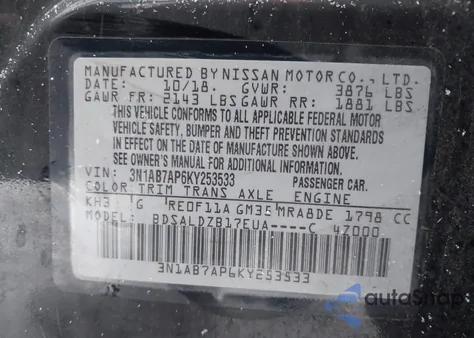 MANUFACTURED BY NISSAN MOTOR CO., LTD.
DATE: 10/18. GVWR: 3876 LBS
GAWR FR: 2143 LBS GAWR RR: 1881 LBS
THIS VEHICLE CONFORMS TO ALL APPLICABLE FEDERAL MOTOR
VEHICLE SAFETY, BUMPER AND THEFT PREVENTION STANDARDS
IN EFFECT ON THE DATE OF MANUFACTURE SHOWN ABOVE.
SEE OWNER'S MANUAL FOR ADDITIONAL INFORMATION.
VIN: 3N1AB7AP6KY253533 PASSENGER CAR.
COLOR TRIM TRANS AXLE ENGINE
KH3 G RE0F11A GM35 MRA8DE 1798 CC
MODEL: BDSALDZB17EUA----C 4Z000
3N1AB7AP6KY253533
autoSnap